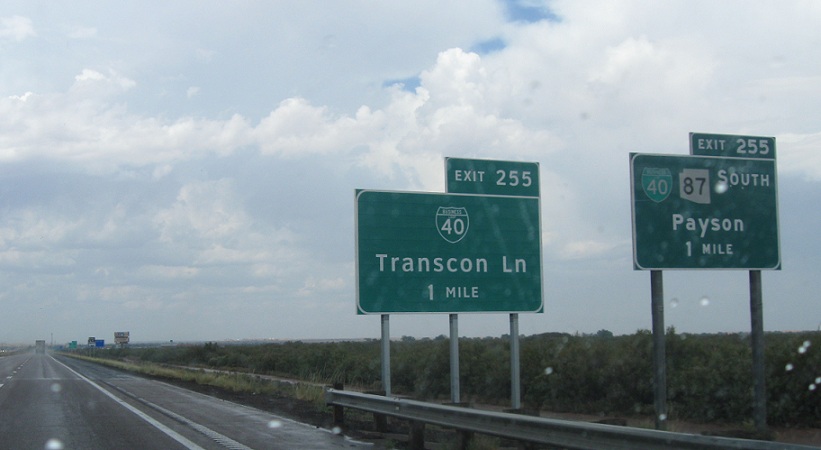 EXIT 255
BUSINESS
40
Transcon Ln
1 MILE
EXIT 255
40 87 SOUTH
Payson
1 MILE